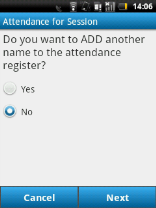 14:06
Attendance for Session
Do you want to ADD another
name to the attendance
register?
Yes
No
Cancel
Next